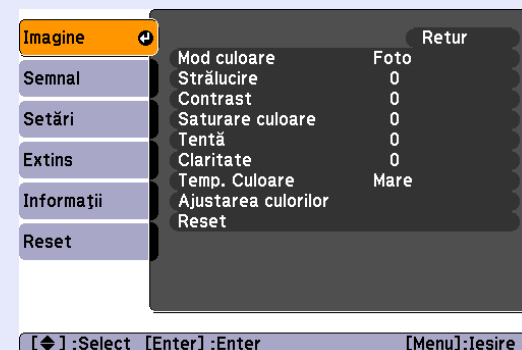 Imagine
Semnal
Setări
Extins
Informaţii
Reset
Retur
Mod culoare Foto
Strălucire 0
Contrast 0
Saturare culoare 0
Tentă 0
Claritate 0
Temp. Culoare Mare
Ajustarea culorilor
Reset
[ ] :Select [Enter] :Enter [Menu]:Iesire